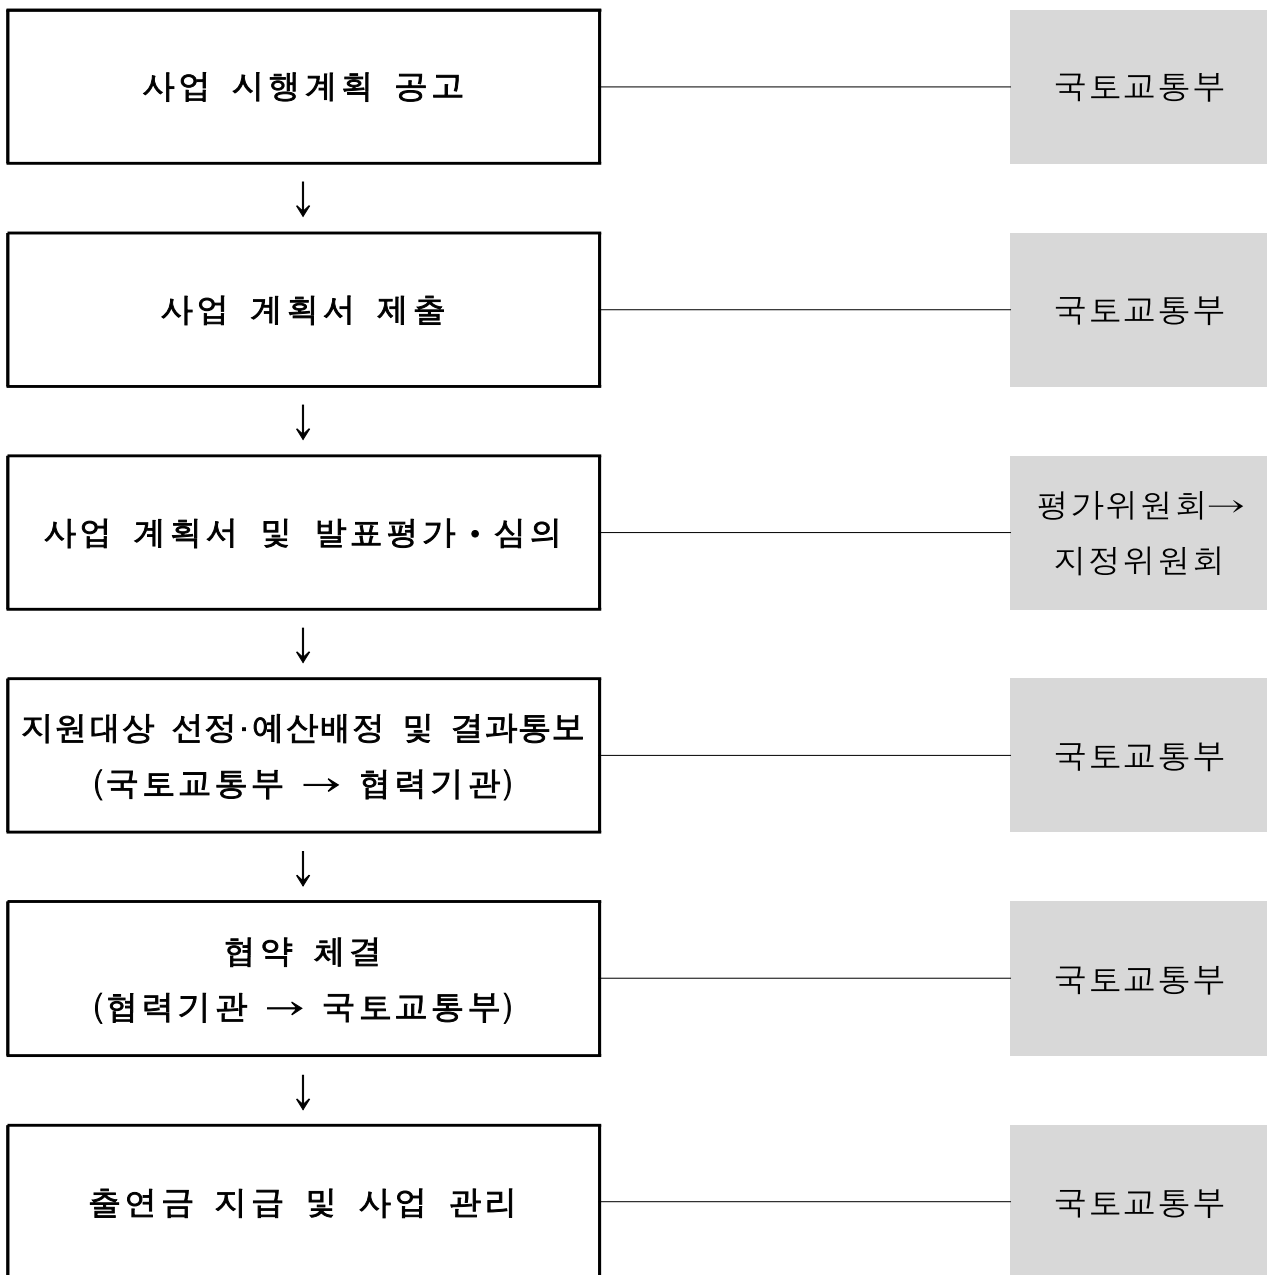 사업 시행계획 공고
국토교통부
↓
사업 계획서 제출
국토교통부
↓
사업 계획서 및 발표평가·심의
평가위원회→
지정위원회
↓
지원대상 선정·예산배정 및 결과통보
(국토교통부 → 협력기관)
국토교통부
↓
협약 체결
(협력기관 → 국토교통부)
국토교통부
↓
출연금 지급 및 사업 관리
국토교통부